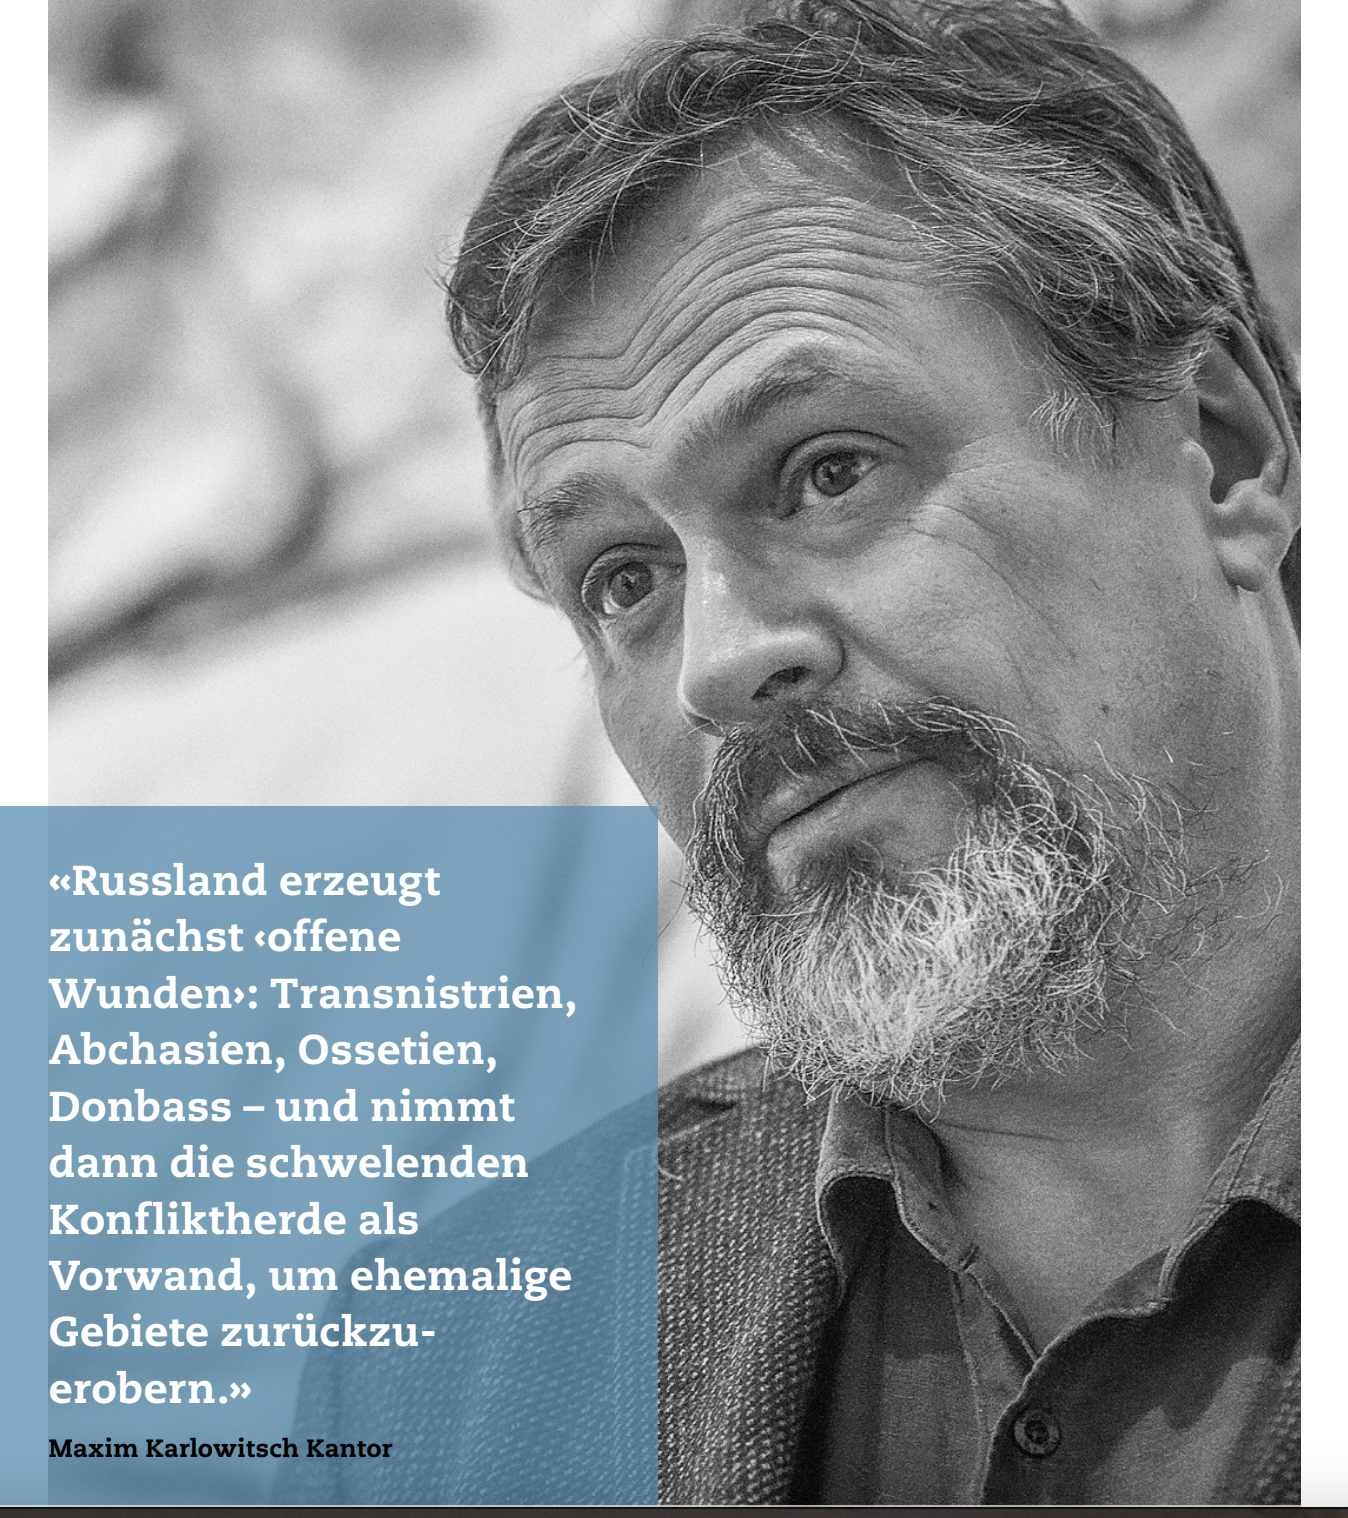 «Russland erzeugt
zunächst ‹offene
Wunden›: Transnistrien,
Abchasien, Ossetien,
Donbass – und nimmt
dann die schwelenden
Konfliktherde als
Vorwand, um ehemalige
Gebiete zurückzu-
erobern.»
Maxim Karlowitsch Kantor